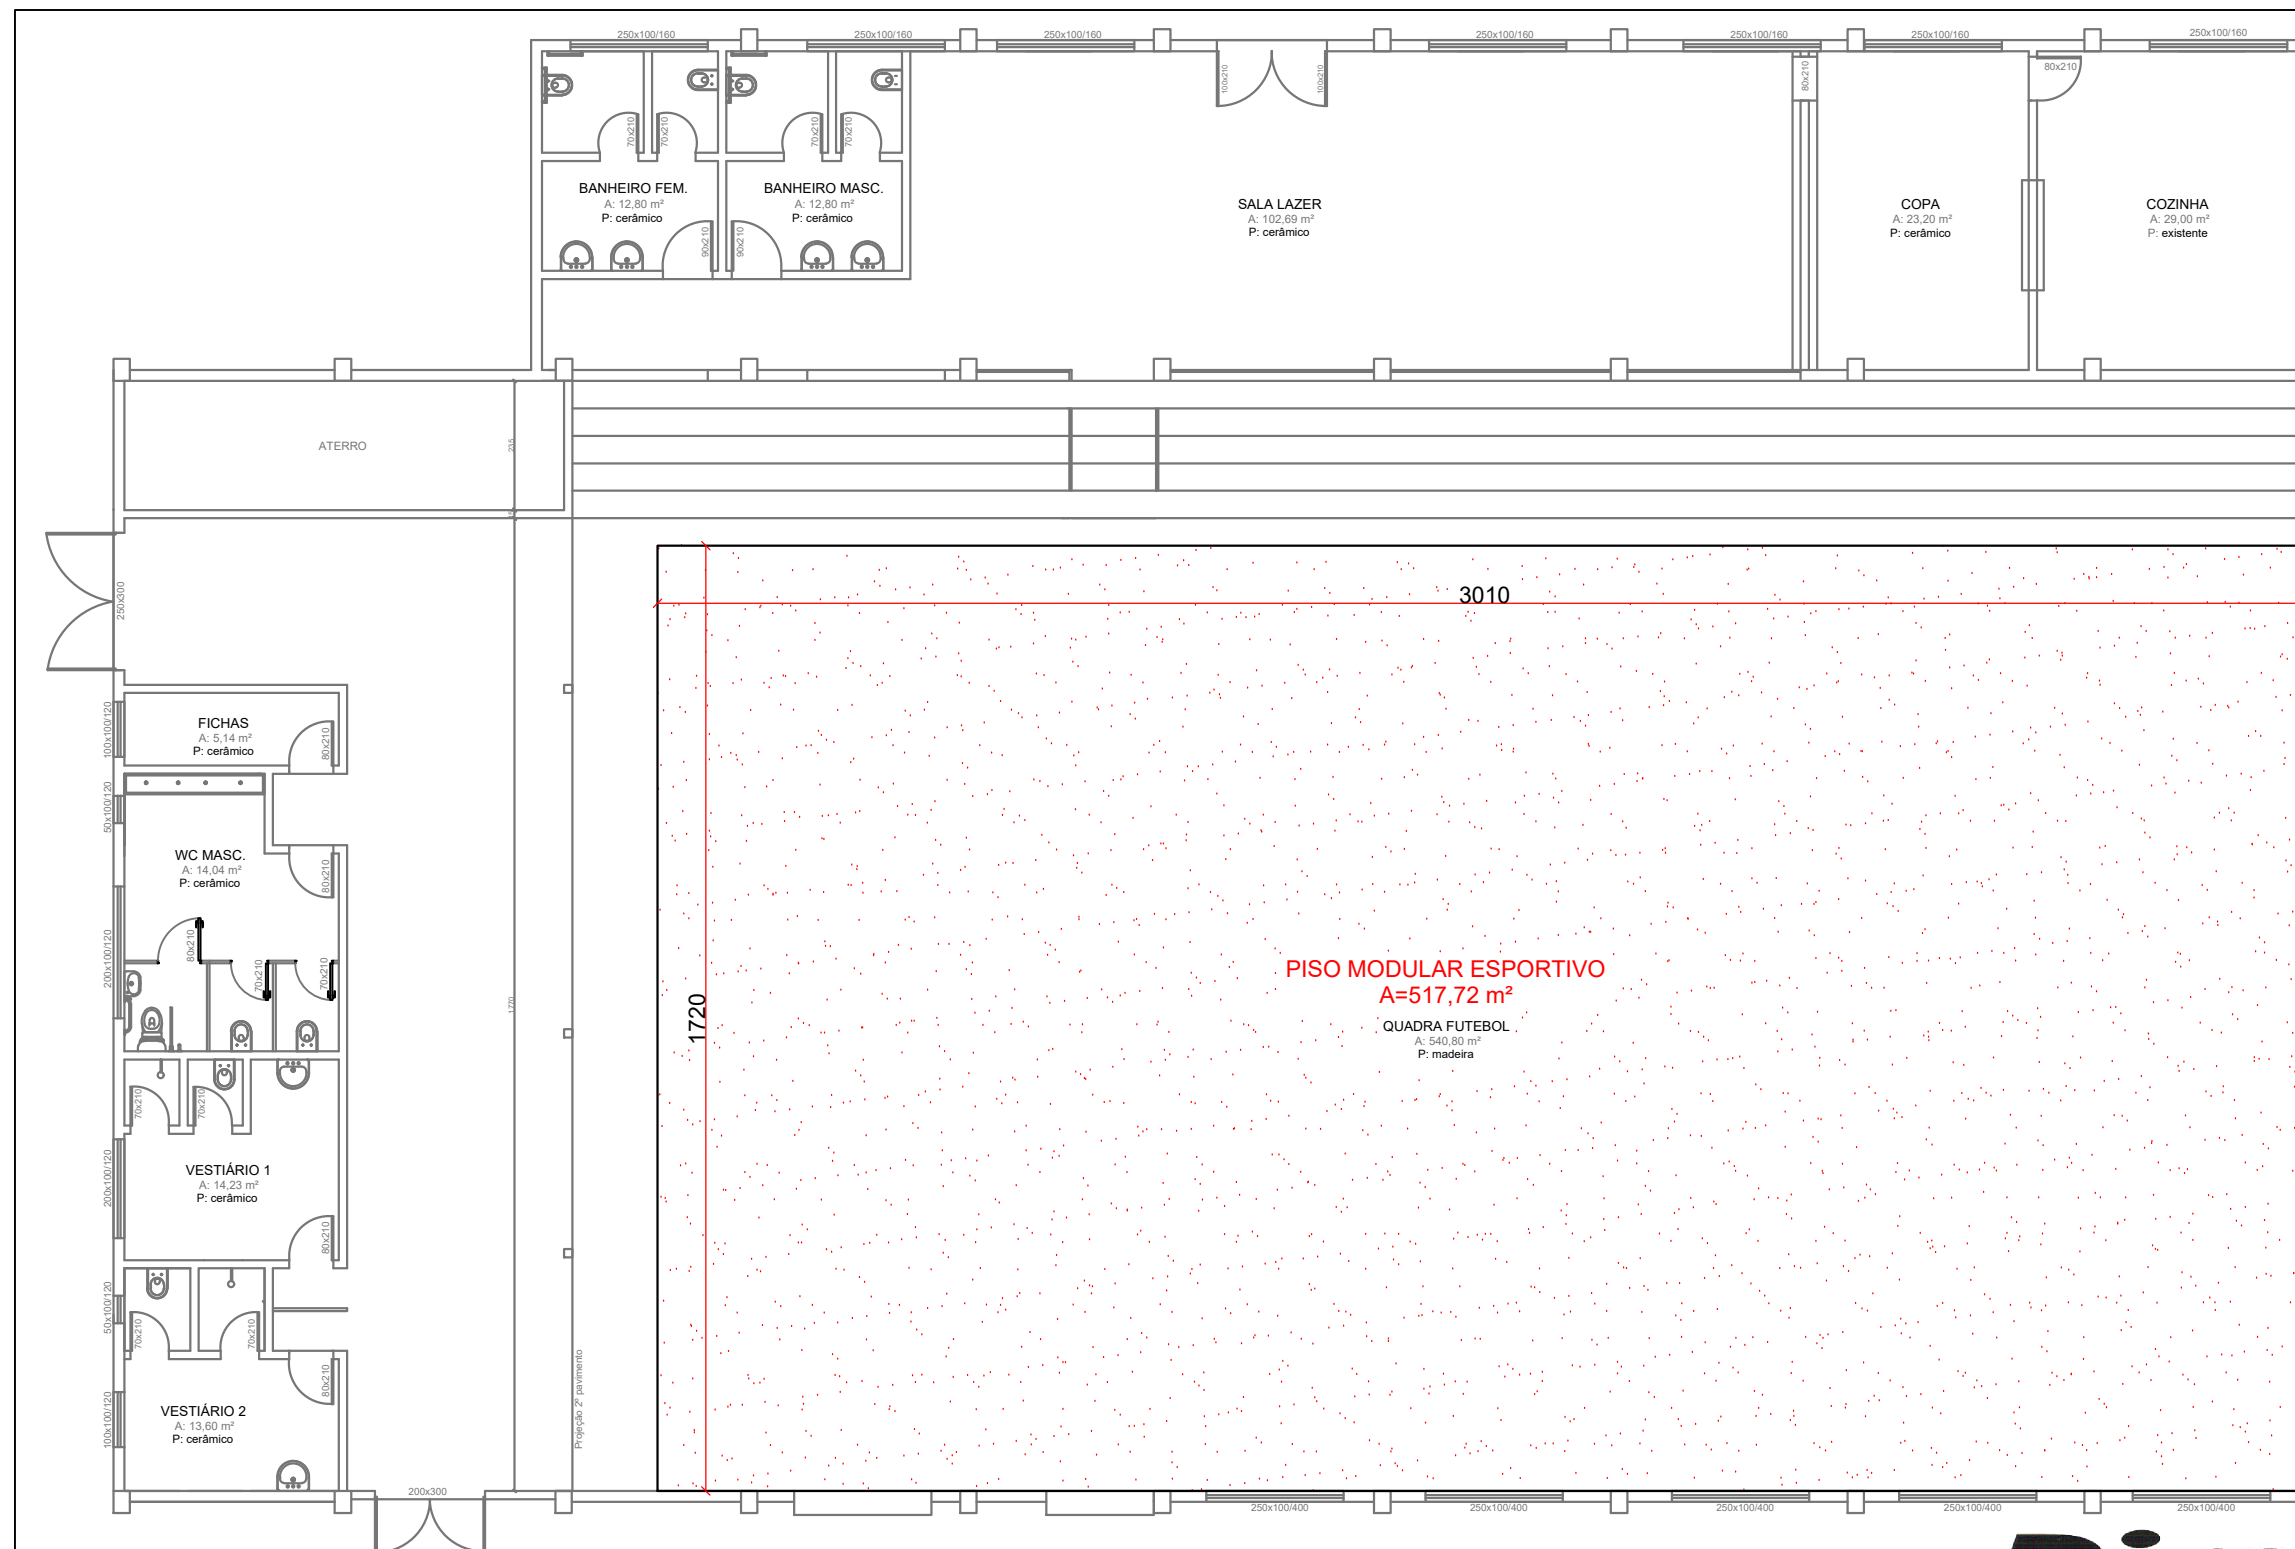 250x100/160
250x100/160
250x100/160
250x100/160
250x100/160
250x100/160
250x100/160
100x210
100x210
80x210
80x210
70x210
70x210
70x210
70x210
BANHEIRO FEM.
A: 12,80 m²
P: cerâmico
BANHEIRO MASC.
A: 12,80 m²
P: cerâmico
90x210
90x210
SALA LAZER
A: 102,69 m²
P: cerâmico
COPA
A: 23,20 m²
P: cerâmico
COZINHA
A: 29,00 m²
P: existente
ATERRO
235
15
250x300
3010
FICHAS
A: 5,14 m²
P: cerâmico
100x100/120
80x210
50x100/120
WC MASC.
A: 14,04 m²
P: cerâmico
80x210
200x100/120
80x210
70x210
70x210
1770
1720
PISO MODULAR ESPORTIVO
A=517,72 m²
QUADRA FUTEBOL
A: 540,80 m²
P: madeira
70x210
70x210
VESTIÁRIO 1
A: 14,23 m²
P: cerâmico
200x100/120
80x210
50x100/120
70x210
70x210
80x210
VESTIÁRIO 2
A: 13,60 m²
P: cerâmico
100x100/120
Projeção 2º pavimento
200x300
250x100/400
250x100/400
250x100/400
250x100/400
250x100/400